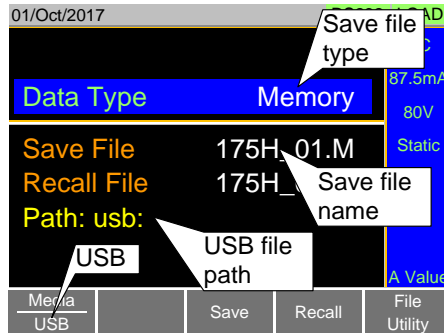 01/Oct/2017
LOAD
Save file
type
87.5mA
Data Type Memory
80V
Save File 175H_01.M
Static
Recall File 175H_
Save file
name
Path: usb:
USB
USB file
path
A Value
Media
USB
Save
Recall
File
Utility